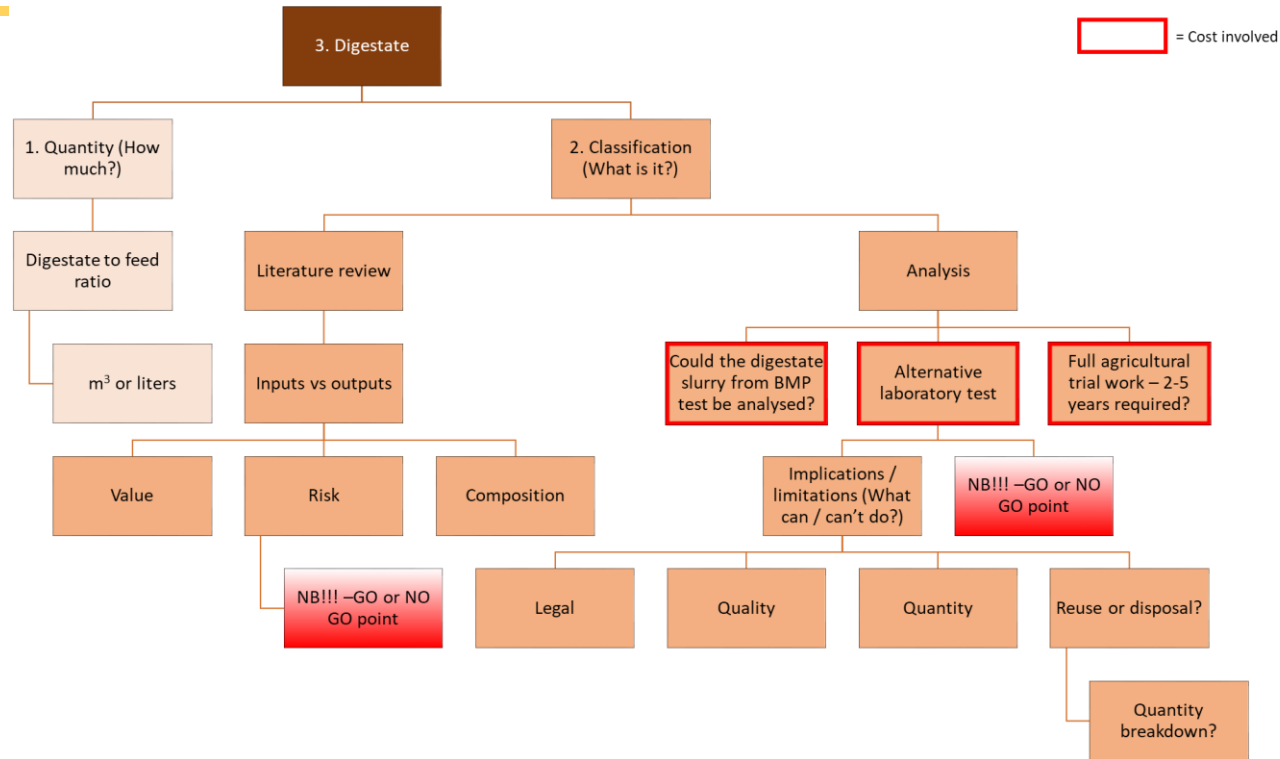 3. Digestate
= Cost involved
1. Quantity (How
much?)
2. Classification
(What is it?)
Digestate to feed
ratio
Literature review
Analysis
m³ or liters
Inputs vs outputs
Could the digestate
slurry from BMP
test be analysed?
Alternative
laboratory test
Full agricultural
trial work – 2-5
years required?
Value
Risk
Composition
Implications /
limitations (What
can / can't do?)
NB!!! –GO or NO
GO point
NB!!! –GO or NO
GO point
Legal
Quality
Quantity
Reuse or disposal?
Quantity
breakdown?